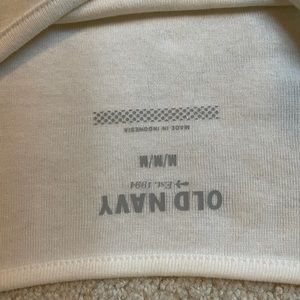 OLD NAVY
Est. 1994
M/M/M
MADE IN INDONESIA